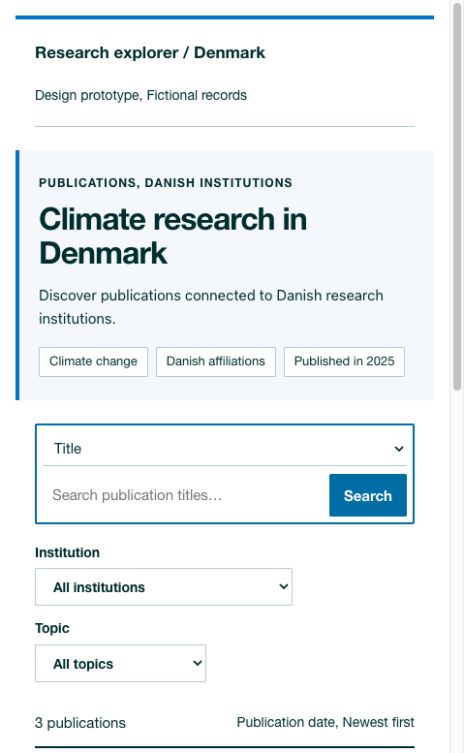 Research explorer / Denmark
Design prototype, Fictional records
PUBLICATIONS, DANISH INSTITUTIONS
Climate research in
Denmark
Discover publications connected to Danish research
institutions.
Climate change Danish affiliations Published in 2025
Title
Search publication titles… Search
Institution
All institutions
Topic
All topics
3 publications Publication date, Newest first